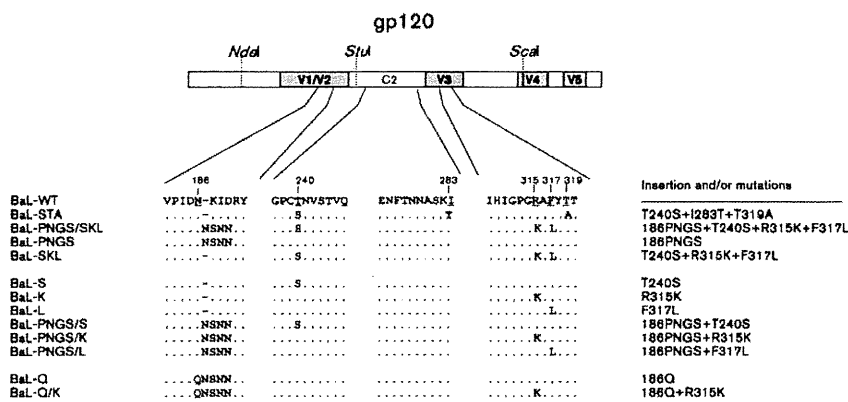 gp120
NdeI StuI ScaI
V1/V2 C2 V3 V4 V5
186 240 283 315 317 319 Insertion and/or mutations
BaL-WT VPIDN-KIDRY GPCTNVSTVQ ENFTNNASKI IHIGPGRAFYTT
BaL-STA .....-..... ...S...... .........T ..........A. T240S+I283T+T319A
BaL-PNGS/SKL .....NSNN.. ...S...... .......... ......K.L... 186PNGS+T240S+R315K+F317L
BaL-PNGS .....NSNN.. .......... .......... ............ 186PNGS
BaL-SKL .....-..... ...S...... .......... ......K.L... T240S+R315K+F317L
BaL-S .....-..... ...S...... .......... ............ T240S
BaL-K .....-..... .......... .......... ......K..... R315K
BaL-L .....-..... .......... .......... ........L... F317L
BaL-PNGS/S .....NSNN.. ...S...... .......... ............ 186PNGS+T240S
BaL-PNGS/K .....NSNN.. .......... .......... ......K..... 186PNGS+R315K
BaL-PNGS/L .....NSNN.. .......... .......... ........L... 186PNGS+F317L
BaL-Q ....QNSNN.. .......... .......... ............ 186Q
BaL-Q/K ....QNSNN.. .......... .......... ......K..... 186Q+R315K